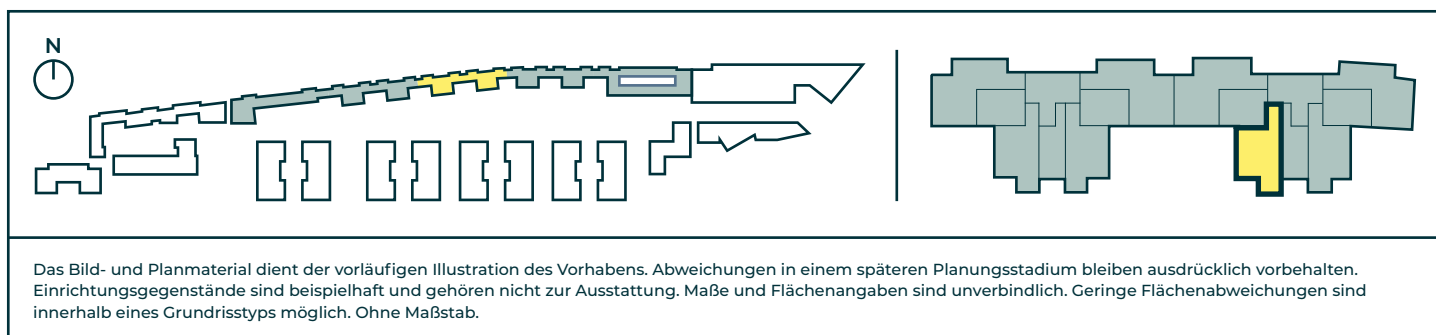 N
Das Bild- und Planmaterial dient der vorläufigen Illustration des Vorhabens. Abweichungen in einem späteren Planungsstadium bleiben ausdrücklich vorbehalten.
Einrichtungsgegenstände sind beispielhaft und gehören nicht zur Ausstattung. Maße und Flächenangaben sind unverbindlich. Geringe Flächenabweichungen sind
innerhalb eines Grundrisstyps möglich. Ohne Maßstab.